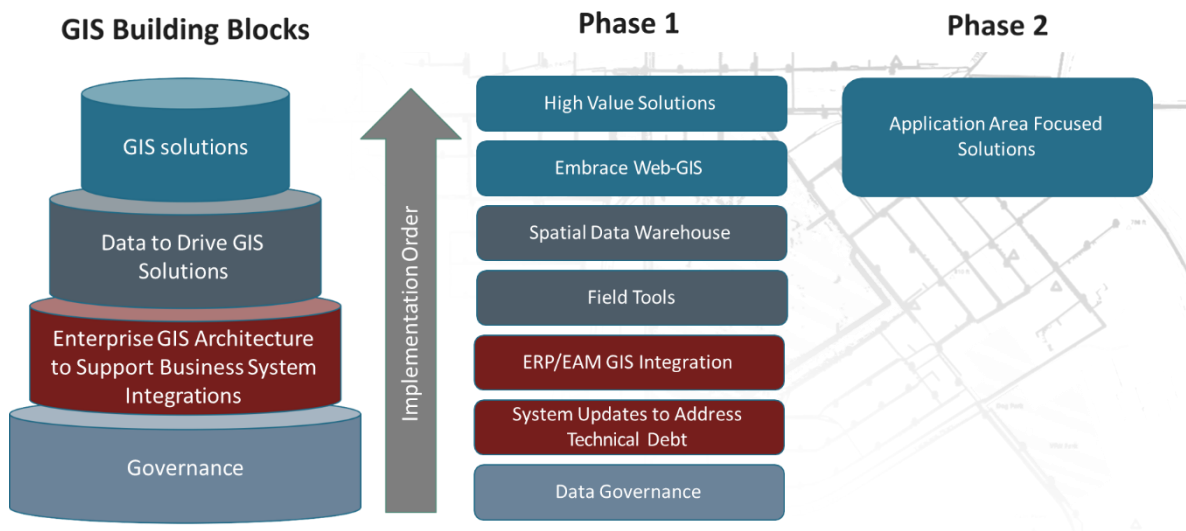 GIS Building Blocks
Phase 1
Phase 2
GIS solutions
Data to Drive GIS
Solutions
Enterprise GIS Architecture
to Support Business System
Integrations
Governance
Implementation Order
High Value Solutions
Embrace Web-GIS
Spatial Data Warehouse
Field Tools
ERP/EAM GIS Integration
System Updates to Address
Technical Debt
Data Governance
Application Area Focused
Solutions